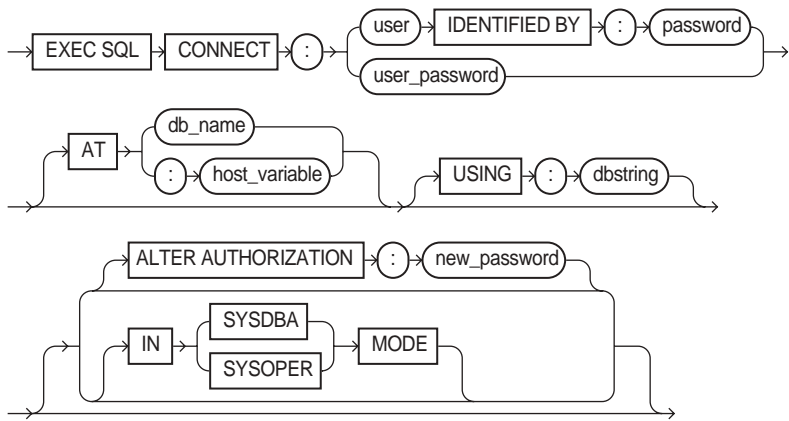 EXEC SQL CONNECT : user IDENTIFIED BY : password
user_password
AT db_name
: host_variable
USING : dbstring
ALTER AUTHORIZATION : new_password
IN SYSDBA MODE
SYSOPER